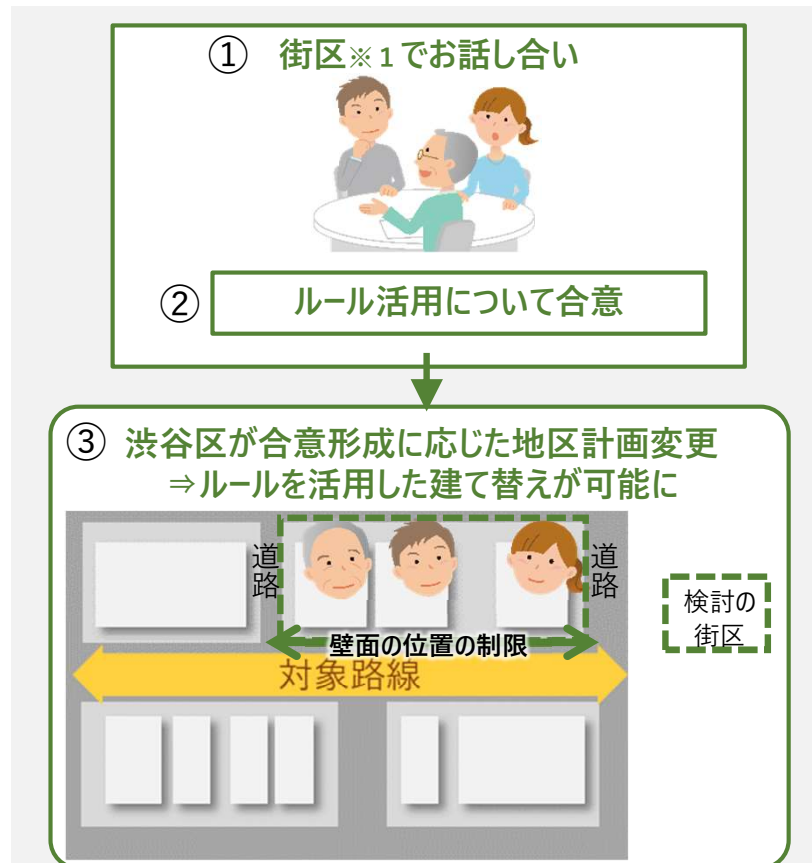 ① 街区※1でお話し合い
② ルール活用について合意
③ 渋谷区が合意形成に応じた地区計画変更
⇒ルールを活用した建て替えが可能に
道路
道路
検討の
街区
壁面の位置の制限
対象路線